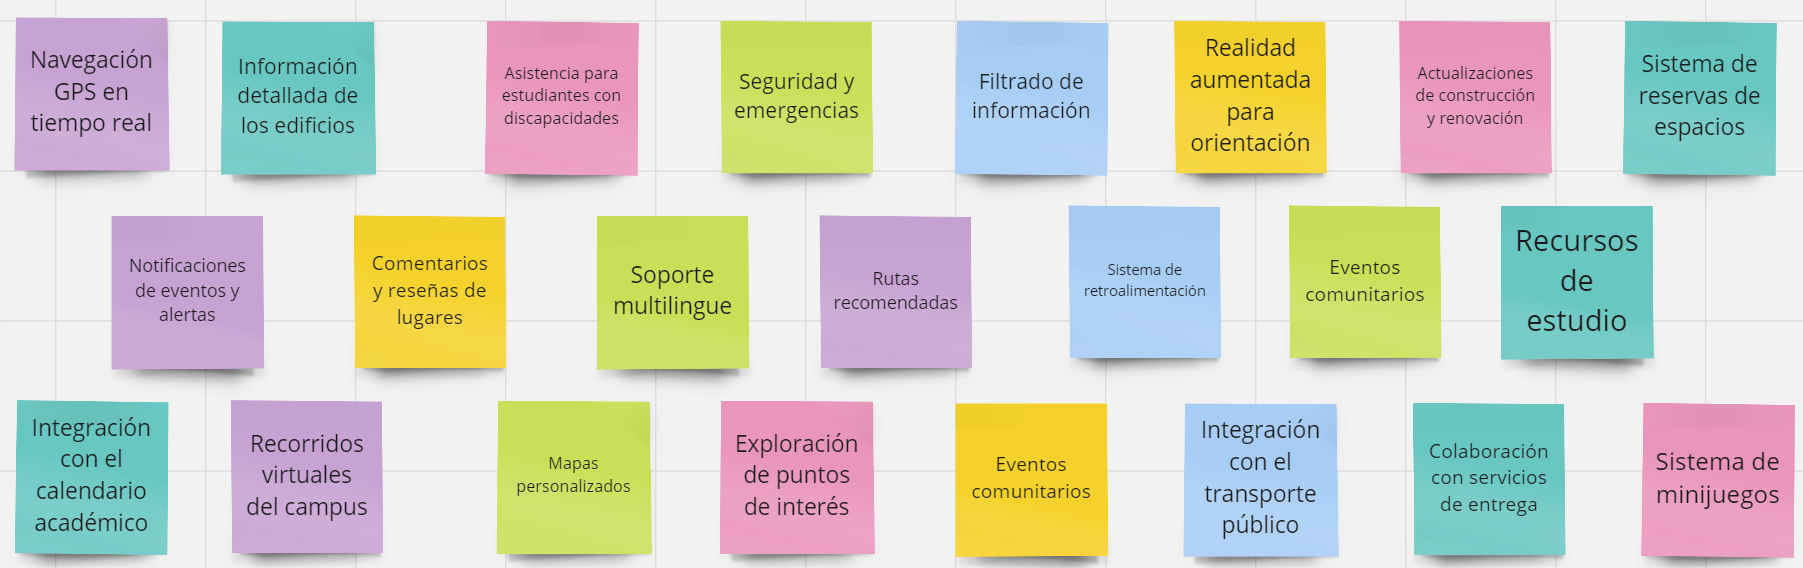 Navegación
GPS en
tiempo real
Información
detallada de
los edificios
Asistencia para
estudiantes con
discapacidades
Seguridad y
emergencias
Filtrado de
información
Realidad
aumentada
para
orientación
Actualizaciones
de construcción
y renovación
Sistema de
reservas de
espacios
Notificaciones
de eventos y
alertas
Comentarios
y reseñas de
lugares
Soporte
multilingue
Rutas
recomendadas
Sistema de
retroalimentación
Eventos
comunitarios
Recursos
de
estudio
Integración
con el
calendario
académico
Recorridos
virtuales
del campus
Mapas
personalizados
Exploración
de puntos
de interés
Eventos
comunitarios
Integración
con el
transporte
público
Colaboración
con servicios
de entrega
Sistema de
minijuegos